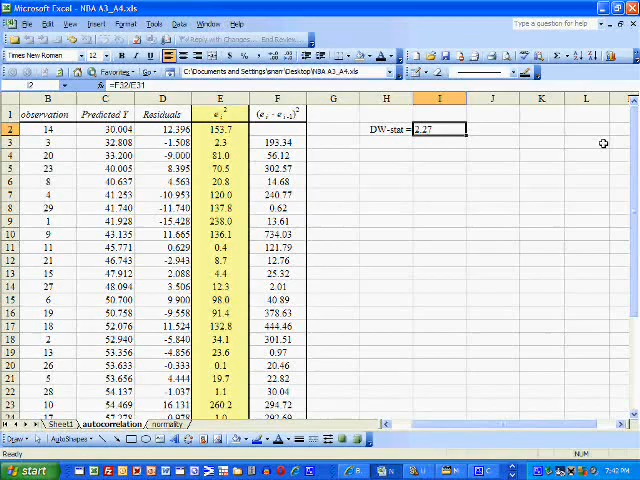 Microsoft Excel - NBA A3_A4.xls
File Edit View Insert Format Tools Data Window Help Type a question for help
Reply with Changes... End Review...
Times New Roman 12 B I U $ %
Favorites Go C:\Documents and Settings\snarr\Desktop\NBA A3_A4.xls
I2 =F32/E31
B C D E F G H I J K L
1 observation Predicted Y Residuals e i 2 (e i - e i-1) 2
2 14 30.004 12.396 153.7 DW-stat = 2.27
3 3 32.808 -1.508 2.3 193.34
4 20 33.200 -9.000 81.0 56.12
5 23 40.005 8.395 70.5 302.57
6 8 40.637 4.563 20.8 14.68
7 4 41.253 -10.953 120.0 240.77
8 29 41.740 -11.740 137.8 0.62
9 1 41.928 -15.428 238.0 13.61
10 9 43.135 11.665 136.1 734.03
11 11 45.771 0.629 0.4 121.79
12 21 46.743 -2.943 8.7 12.76
13 15 47.912 2.088 4.4 25.32
14 27 48.094 3.506 12.3 2.01
15 6 50.700 9.900 98.0 40.89
16 19 50.758 -9.558 91.4 378.63
17 18 52.076 11.524 132.8 444.46
18 2 52.940 -5.840 34.1 301.51
19 13 53.356 -4.856 23.6 0.97
20 26 53.633 -0.333 0.1 20.46
21 5 53.656 4.444 19.7 22.82
22 28 54.137 -1.037 1.1 30.04
23 10 54.469 16.131 260.2 294.72
24 17 57.278 0.978 1.0 292.69
Sheet1 autocorrelation normality
Draw AutoShapes
Ready NUM
start 7:42 PM